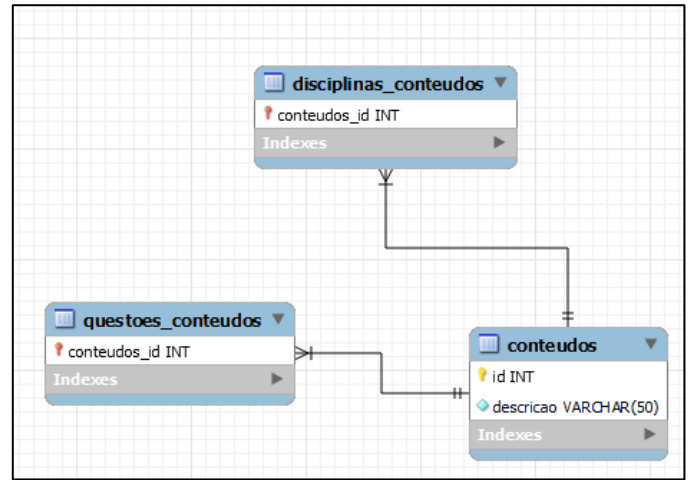 disciplinas_conteudos
conteudos_id INT
Indexes
questoes_conteudos
conteudos_id INT
Indexes
conteudos
id INT
descricao VARCHAR(50)
Indexes